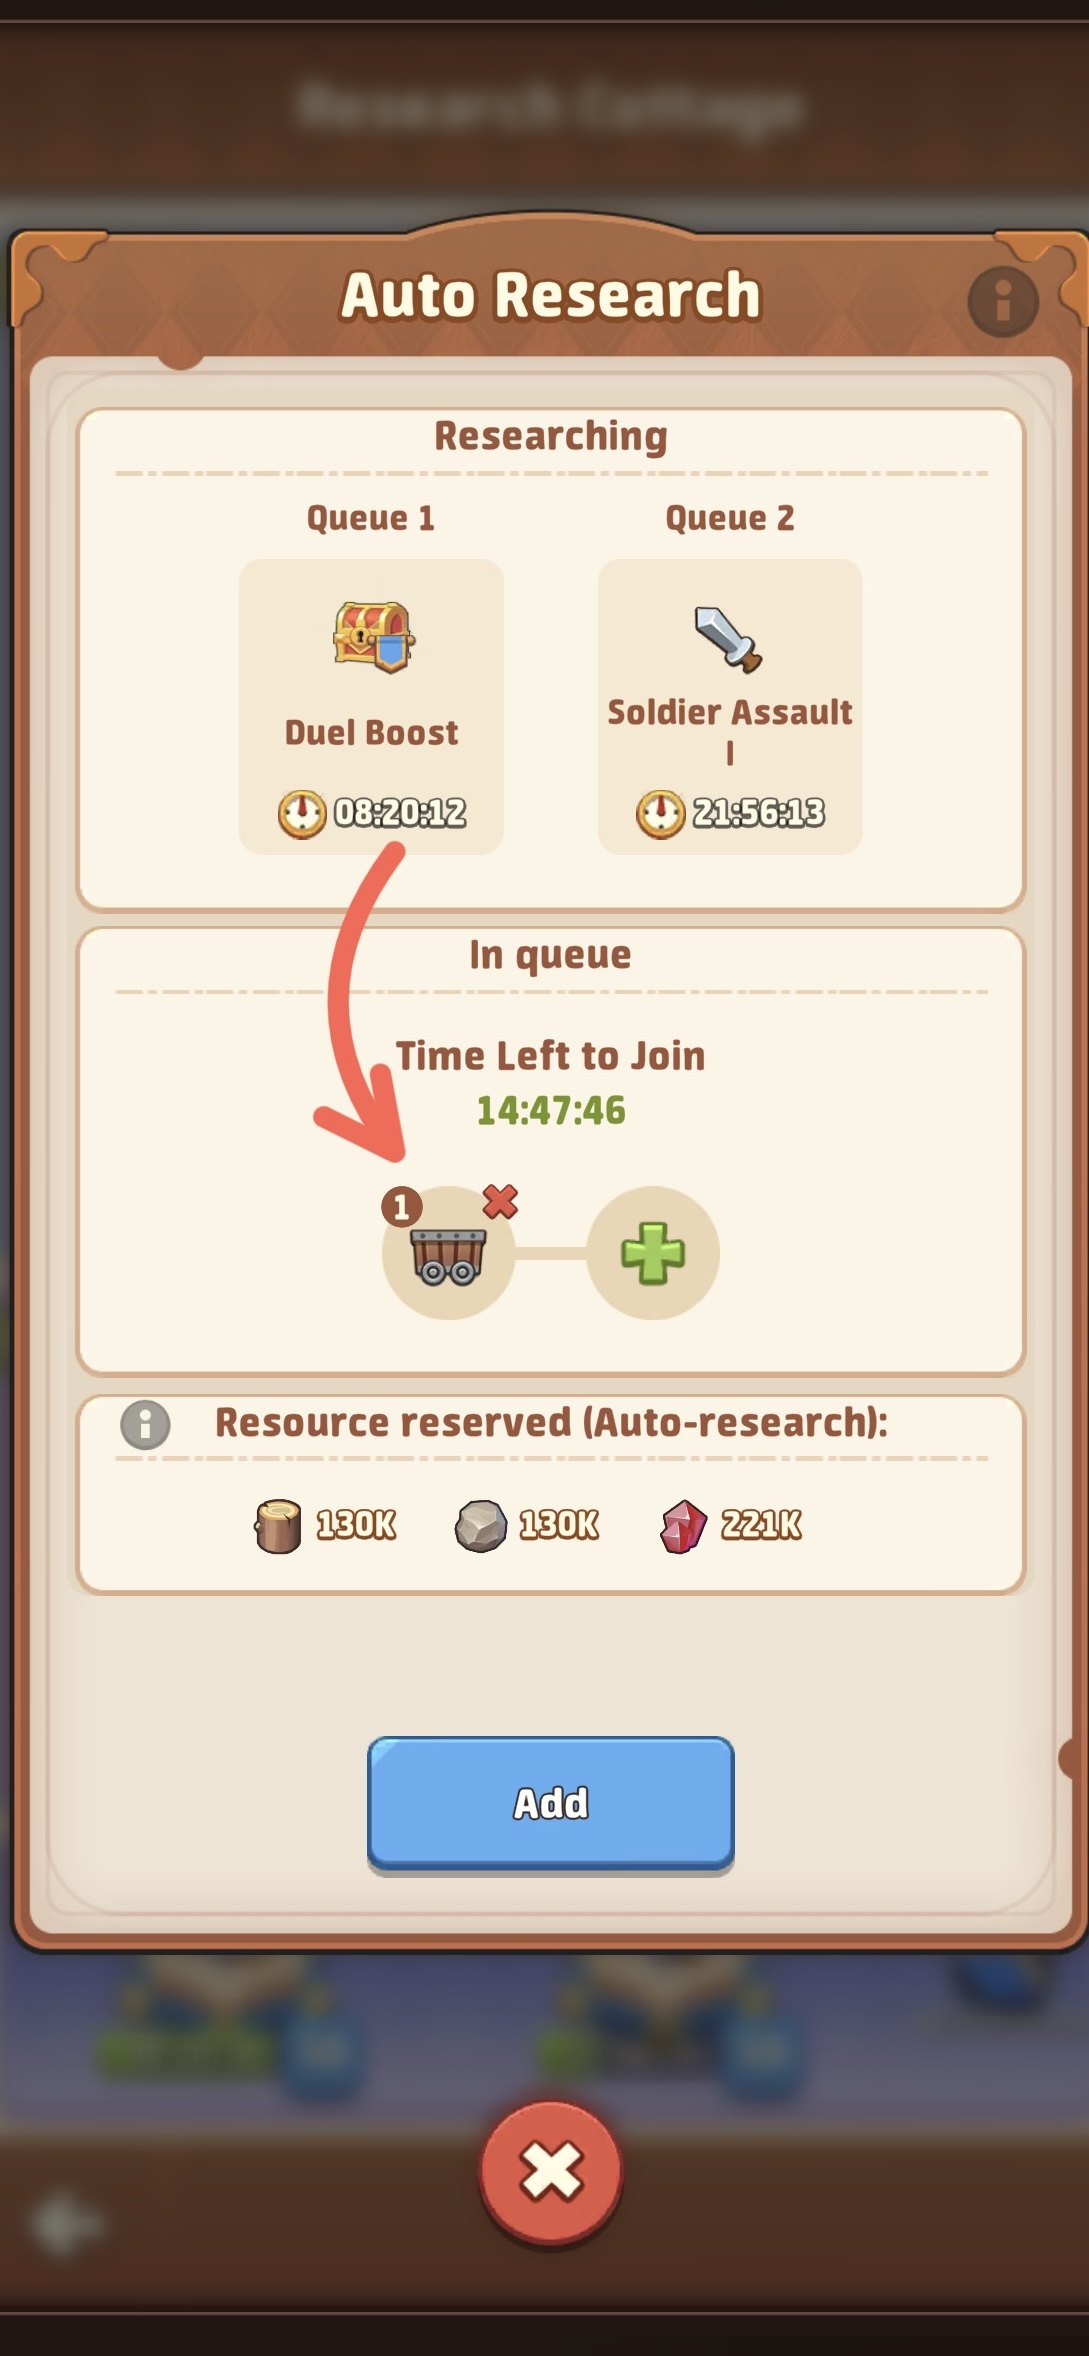 Research Cottage
Auto Research
Researching
Queue 1
Queue 2
Duel Boost
Soldier Assault
I
08:20:12
21:56:13
In queue
Time Left to Join
14:47:46
1
Resource reserved (Auto-research):
130K
130K
221K
Add